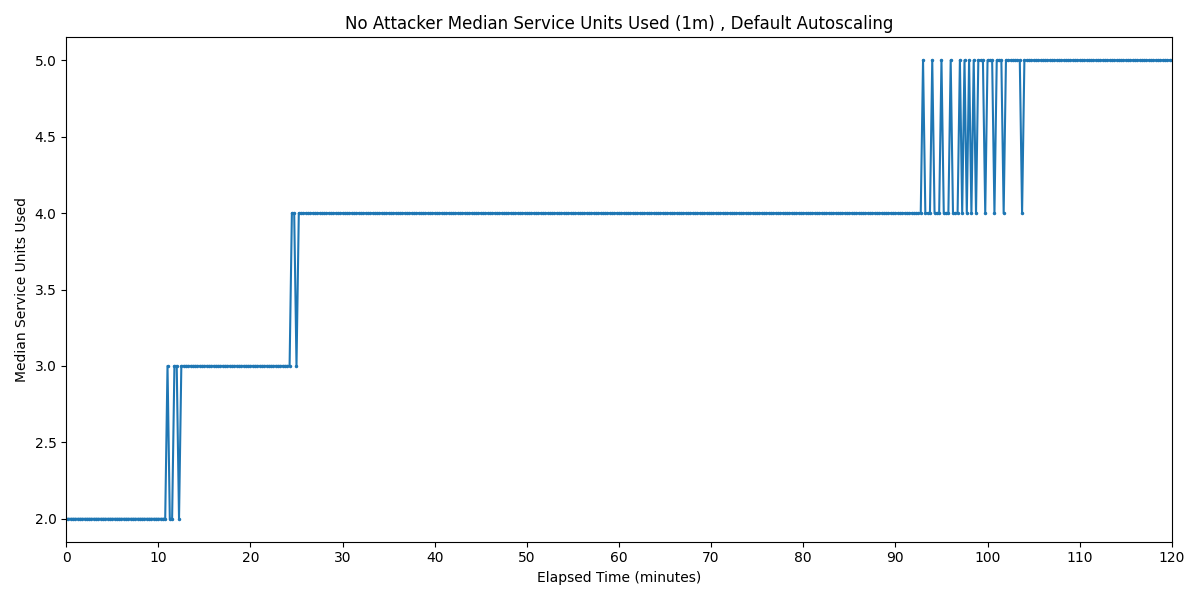 No Attacker Median Service Units Used (1m) , Default Autoscaling
Median Service Units Used
5.0
4.5
4.0
3.5
3.0
2.5
2.0
0 10 20 30 40 50 60 70 80 90 100 110 120
Elapsed Time (minutes)